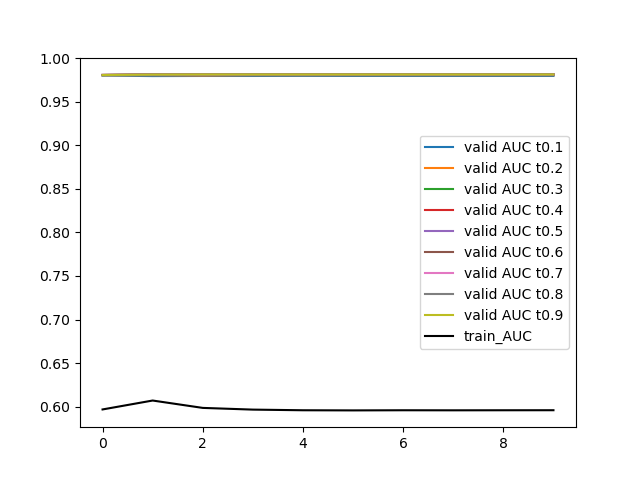 1.00
0.95
0.90
0.85
0.80
0.75
0.70
0.65
0.60
0
2
4
6
8
valid AUC t0.1
valid AUC t0.2
valid AUC t0.3
valid AUC t0.4
valid AUC t0.5
valid AUC t0.6
valid AUC t0.7
valid AUC t0.8
valid AUC t0.9
train_AUC